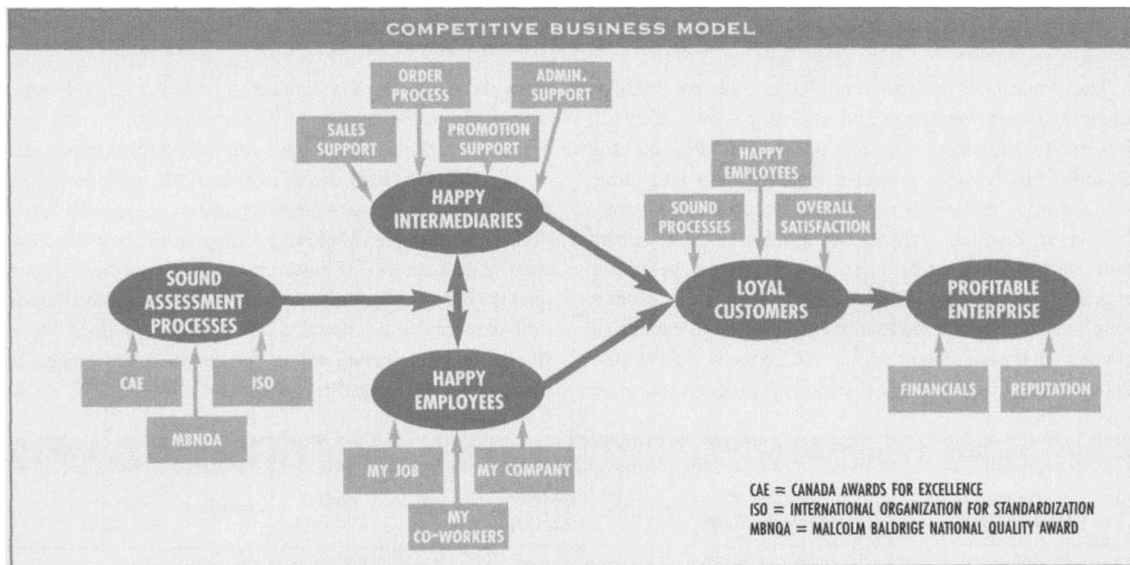 COMPETITIVE BUSINESS MODEL
ORDER
PROCESS
ADMIN.
SUPPORT
SALES
SUPPORT
PROMOTION
SUPPORT
HAPPY
INTERMEDIARIES
HAPPY
EMPLOYEES
SOUND
PROCESSES
OVERALL
SATISFACTION
SOUND
ASSESSMENT
PROCESSES
LOYAL
CUSTOMERS
PROFITABLE
ENTERPRISE
CAE
ISO
MBNQA
HAPPY
EMPLOYEES
FINANCIALS
REPUTATION
MY JOB
MY COMPANY
MY
CO-WORKERS
CAE = CANADA AWARDS FOR EXCELLENCE
ISO = INTERNATIONAL ORGANIZATION FOR STANDARDIZATION
MBNQA = MALCOLM BALDRIGE NATIONAL QUALITY AWARD